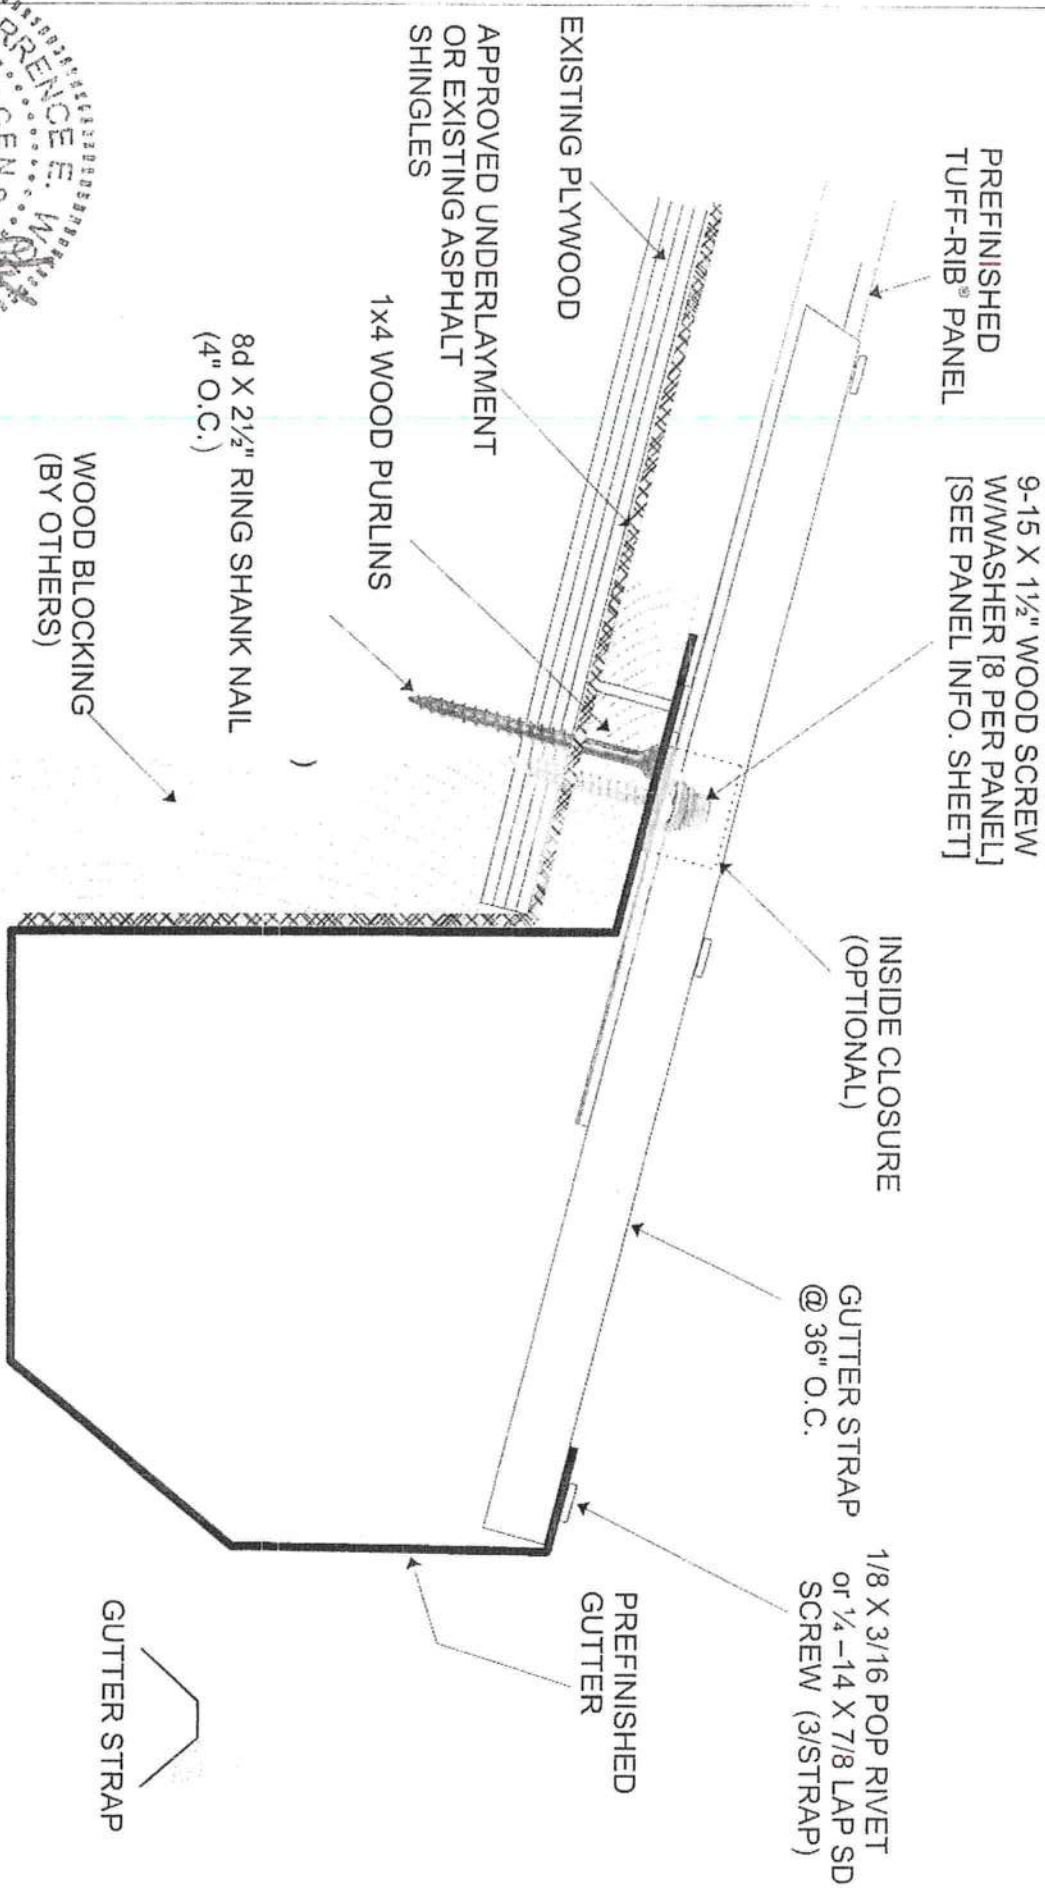 PREFINISHED
TUFF-RIB® PANEL
9-15 X 1½" WOOD SCREW
W/WASHER [8 PER PANEL]
[SEE PANEL INFO. SHEET]
INSIDE CLOSURE
(OPTIONAL)
GUTTER STRAP
@ 36" O.C.
1/8 X 3/16 POP RIVET
or ¼–14 X 7/8 LAP SD
SCREW (3/STRAP)
EXISTING PLYWOOD
APPROVED UNDERLAYMENT
OR EXISTING ASPHALT
SHINGLES
1x4 WOOD PURLINS
8d X 2½" RING SHANK NAIL
(4" O.C.)
)
WOOD BLOCKING
(BY OTHERS)
PREFINISHED
GUTTER
GUTTER STRAP
RRENCE E.
CEN